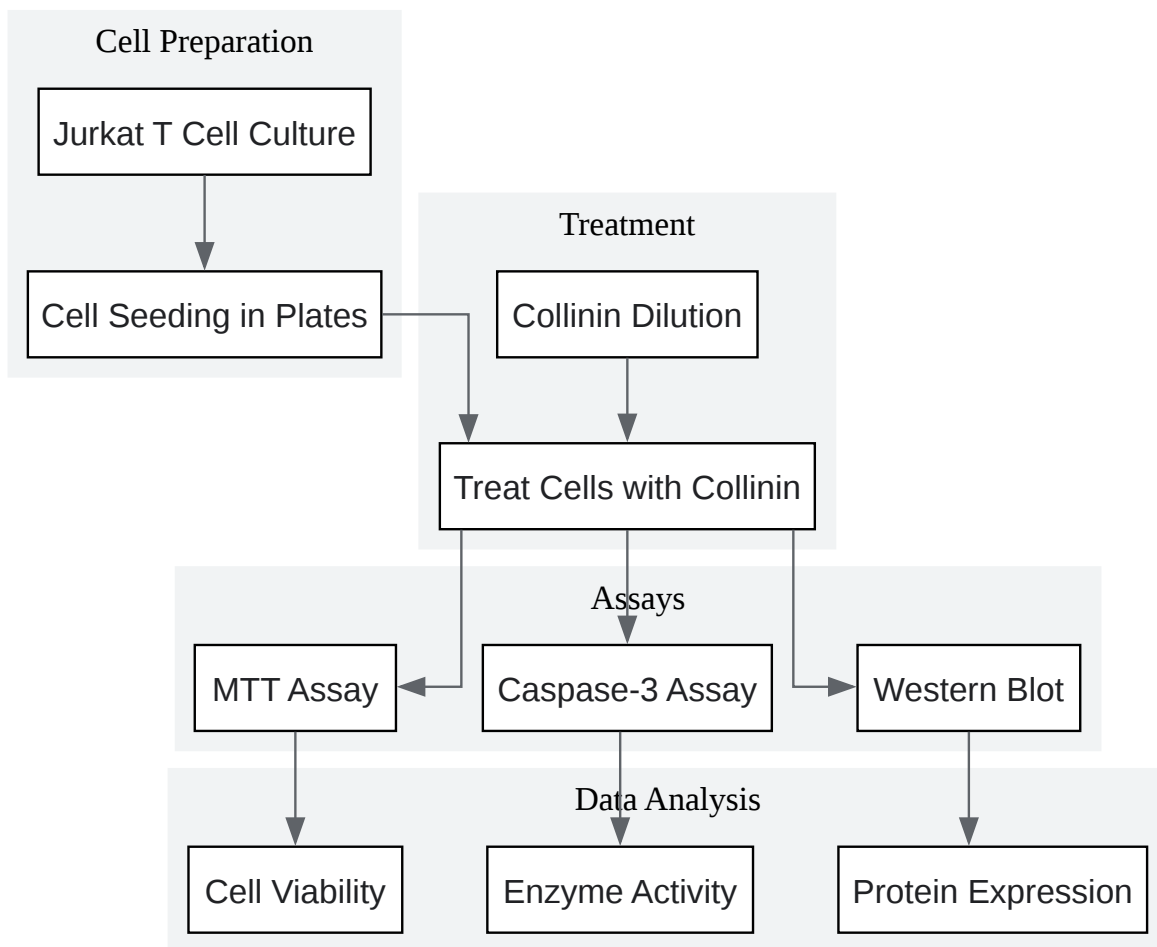 Cell Preparation
Jurkat T Cell Culture
Cell Seeding in Plates
Treatment
Collinin Dilution
Treat Cells with Collinin
Assays
MTT Assay
Caspase-3 Assay
Western Blot
Data Analysis
Cell Viability
Enzyme Activity
Protein Expression